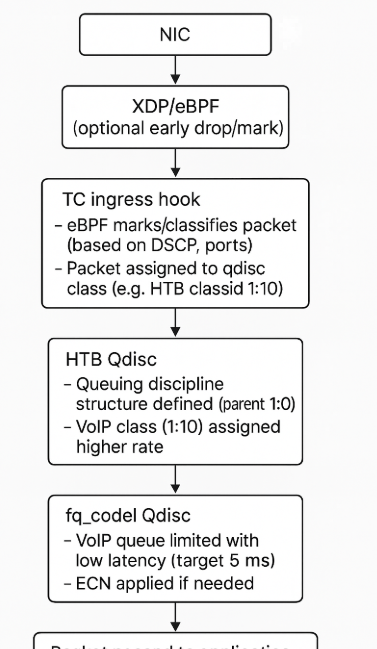 NIC
XDP/eBPF
(optional early drop/mark)
TC ingress hook
– eBPF marks/classifies packet
(based on DSCP, ports)
– Packet assigned to qdisc
class (e.g. HTB classid 1:10)
HTB Qdisc
– Queuing discipline
structure defined (parent 1:0)
– VoIP class (1:10) assigned
higher rate
fq_codel Qdisc
– VoIP queue limited with
low latency (target 5 ms)
– ECN applied if needed